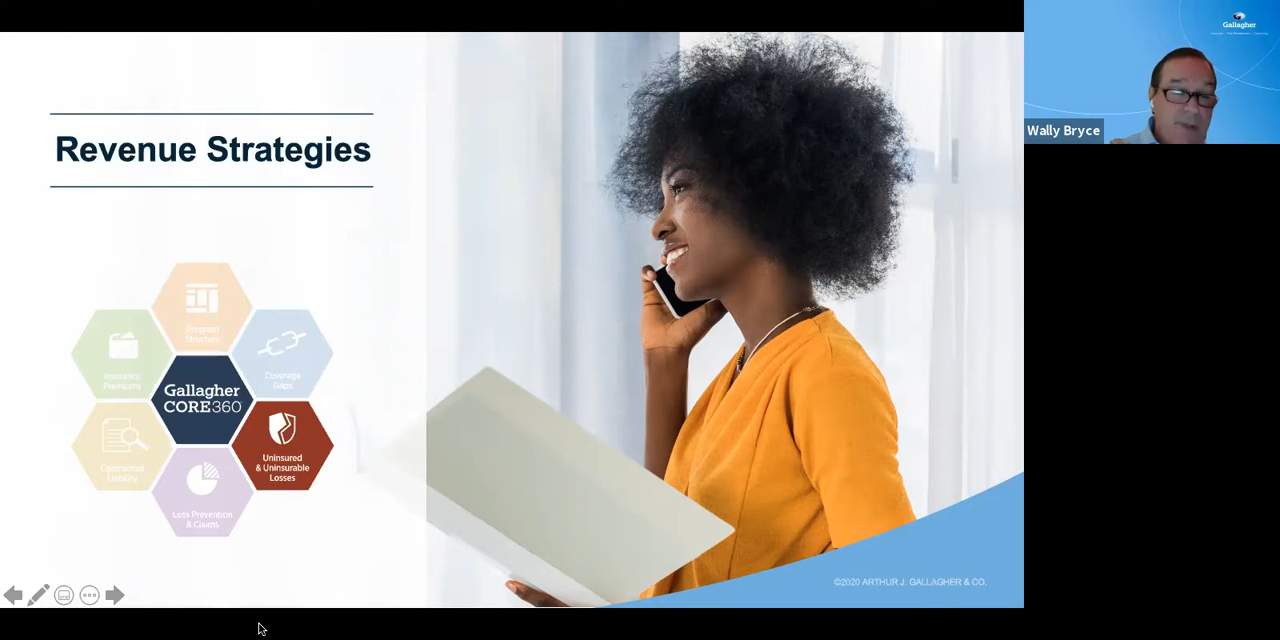 Revenue Strategies
Program
Structure
Insurance
Premiums
Coverage
Gaps
Gallagher
CORE360
Contractual
Liability
Uninsured
& Uninsurable
Losses
Loss Prevention
& Claims
©2020 ARTHUR J. GALLAGHER & CO.
Gallagher
Wally Bryce